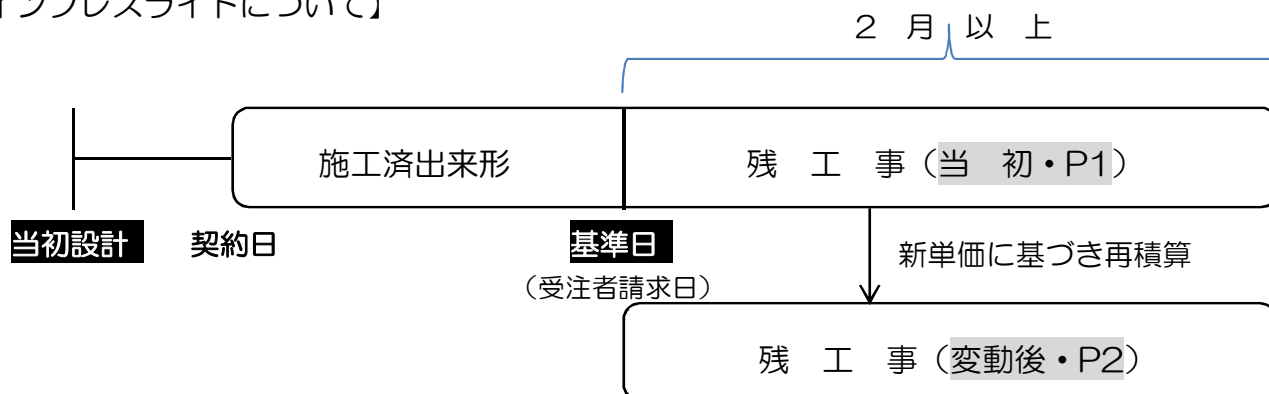 インフレスライドについて】
２ 月 以 上
施工済出来形
残 工 事（当 初・P1）
当初設計 契約日 基準日
新単価に基づき再積算
（受注者請求日）
残 工 事（変動後・P2）